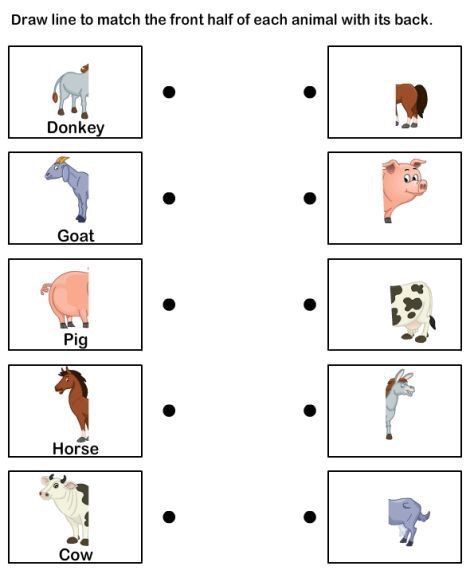 Draw line to match the front half of each animal with its back.
Donkey
Goat
Pig
Horse
Cow